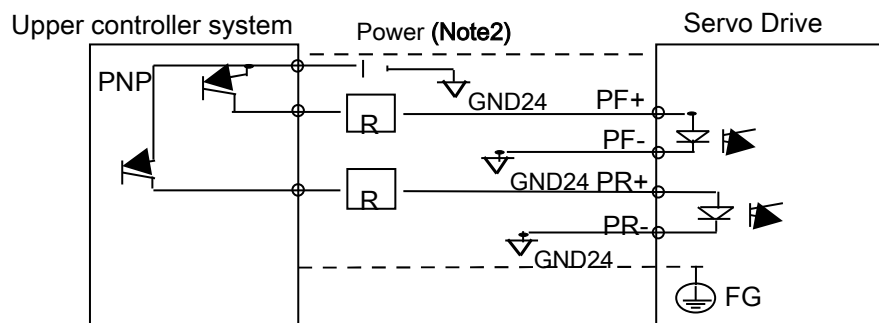 Upper controller system
Power (Note2)
Servo Drive
PNP
GND24
PF+
R
PF-
GND24 PR+
R
PR-
GND24
FG